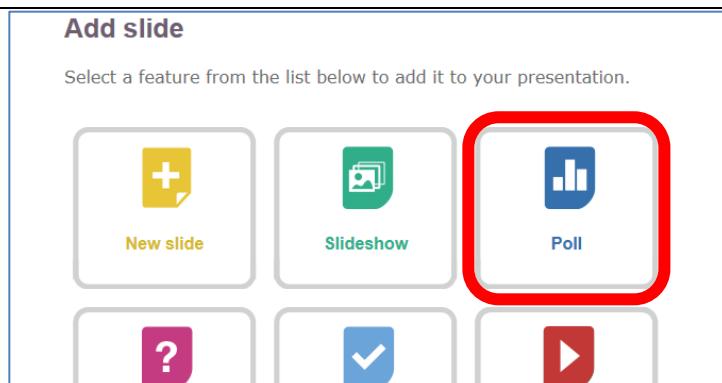 Add slide
Select a feature from the list below to add it to your presentation.
New slide
Slideshow
Poll
?